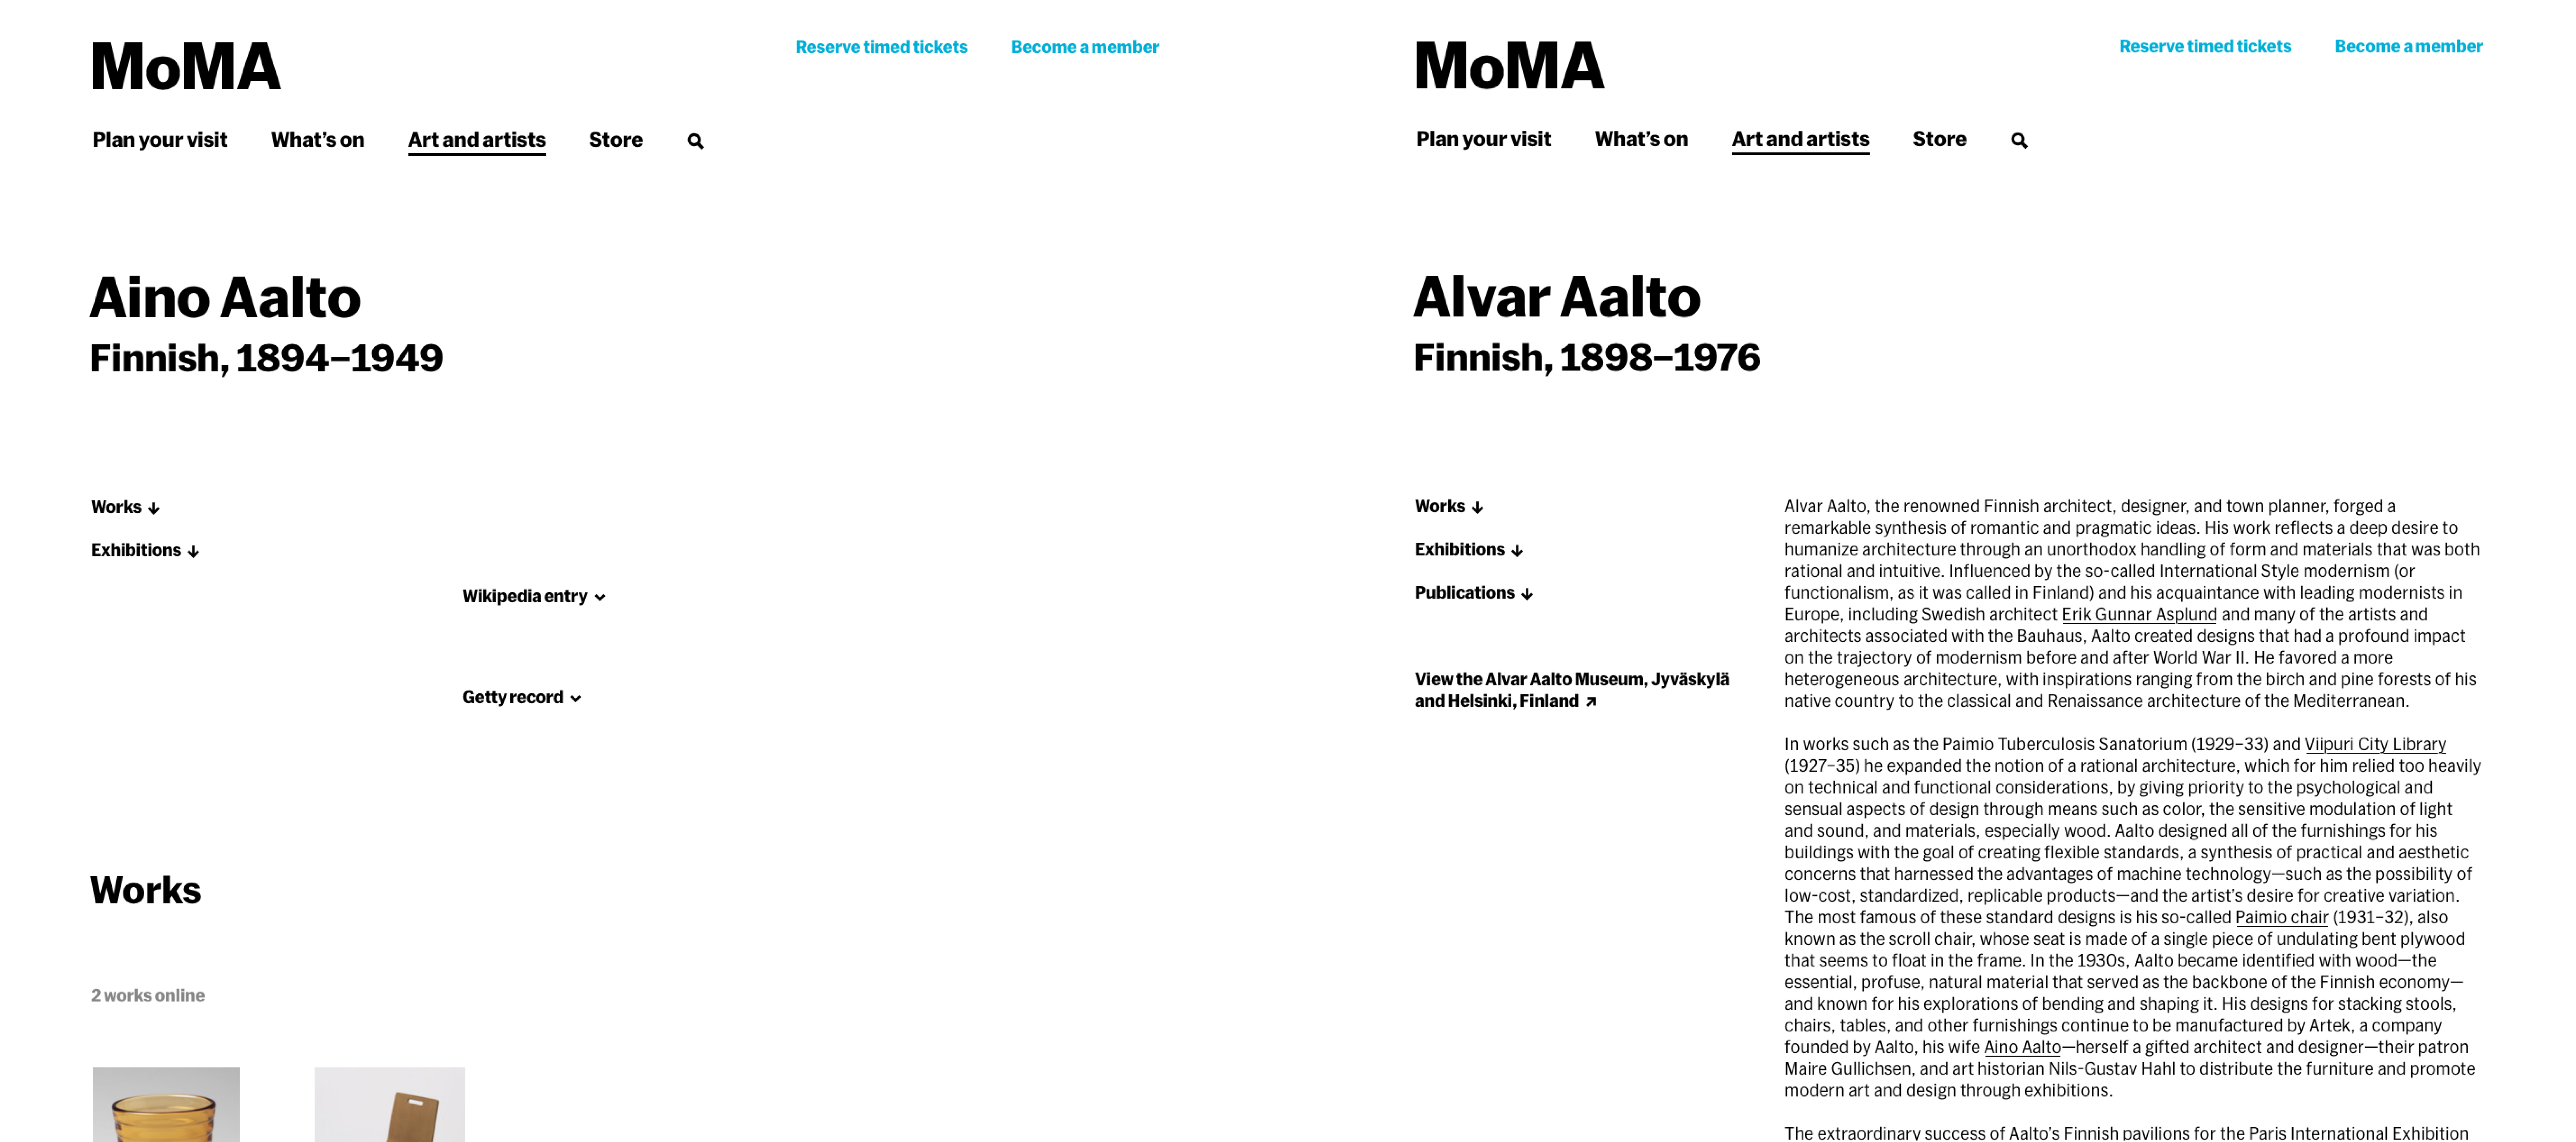 MoMA
Reserve timed tickets
Become a member
Plan your visit
What’s on
Art and artists
Store
Aino Aalto
Finnish, 1894–1949
Works ↓
Exhibitions ↓
Wikipedia entry
Getty record
Works
2 works online
MoMA
Reserve timed tickets
Become a member
Plan your visit
What’s on
Art and artists
Store
Alvar Aalto
Finnish, 1898–1976
Works ↓
Exhibitions ↓
Publications ↓
View the Alvar Aalto Museum, Jyväskylä
and Helsinki, Finland ↗
Alvar Aalto, the renowned Finnish architect, designer, and town planner, forged a
remarkable synthesis of romantic and pragmatic ideas. His work reflects a deep desire to
humanize architecture through an unorthodox handling of form and materials that was both
rational and intuitive. Influenced by the so-called International Style modernism (or
functionalism, as it was called in Finland) and his acquaintance with leading modernists in
Europe, including Swedish architect Erik Gunnar Asplund and many of the artists and
architects associated with the Bauhaus, Aalto created designs that had a profound impact
on the trajectory of modernism before and after World War II. He favored a more
heterogeneous architecture, with inspirations ranging from the birch and pine forests of his
native country to the classical and Renaissance architecture of the Mediterranean.
In works such as the Paimio Tuberculosis Sanatorium (1929–33) and Viipuri City Library
(1927–35) he expanded the notion of a rational architecture, which for him relied too heavily
on technical and functional considerations, by giving priority to the psychological and
sensual aspects of design through means such as color, the sensitive modulation of light
and sound, and materials, especially wood. Aalto designed all of the furnishings for his
buildings with the goal of creating flexible standards, a synthesis of practical and aesthetic
concerns that harnessed the advantages of machine technology—such as the possibility of
low-cost, standardized, replicable products—and the artist’s desire for creative variation.
The most famous of these standard designs is his so-called Paimio chair (1931–32), also
known as the scroll chair, whose seat is made of a single piece of undulating bent plywood
that seems to float in the frame. In the 1930s, Aalto became identified with wood—the
essential, profuse, natural material that served as the backbone of the Finnish economy—
and known for his explorations of bending and shaping it. His designs for stacking stools,
chairs, tables, and other furnishings continue to be manufactured by Artek, a company
founded by Aalto, his wife Aino Aalto—herself a gifted architect and designer—their patron
Maire Gullichsen, and art historian Nils-Gustav Hahl to distribute the furniture and promote
modern art and design through exhibitions.
The extraordinary success of Aalto’s Finnish pavilions for the Paris International Exhibition